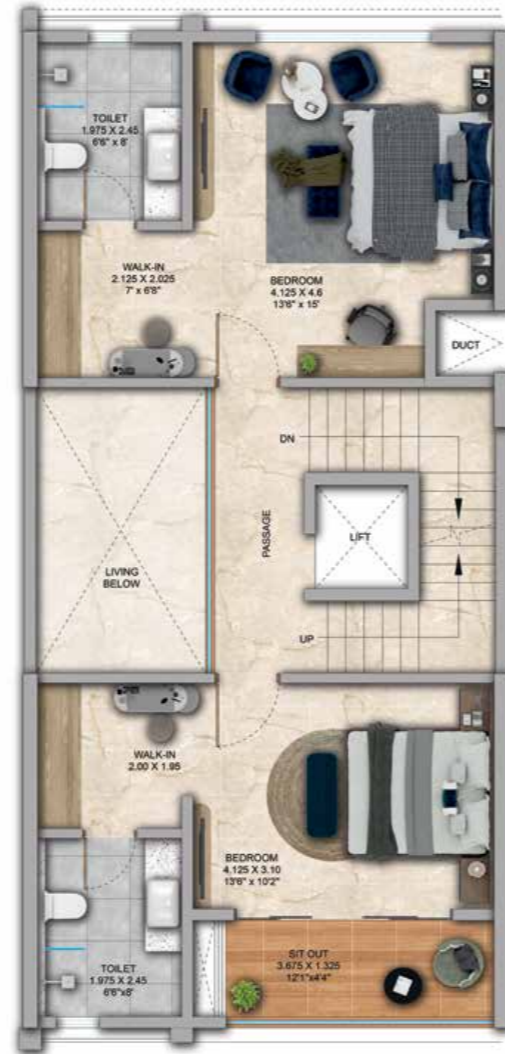 TOILET
1.975 X 2.45
6'6" x 8'
WALK-IN
2.125 X 2.025
7' x 6'8"
BEDROOM
4.125 X 4.6
13'6" x 15'
DUCT
DN
LIFT
PASSAGE
LIVING
BELOW
UP
WALK-IN
2.00 X 1.95
BEDROOM
4.125 X 3.10
13'6" x 10'2"
TOILET
1.975 X 2.45
6'6"x8'
SIT OUT
3.675 X 1.325
12'1"x4'4"